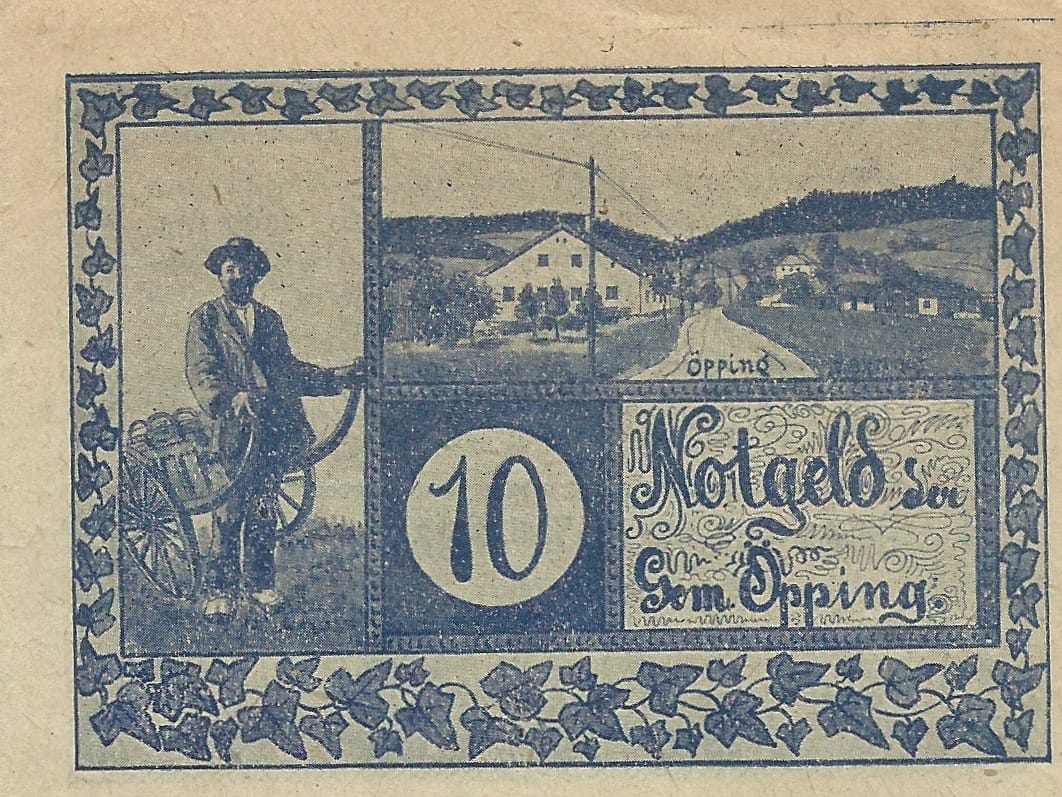 Öpping
10
Notgeld der
Gem. Öpping.